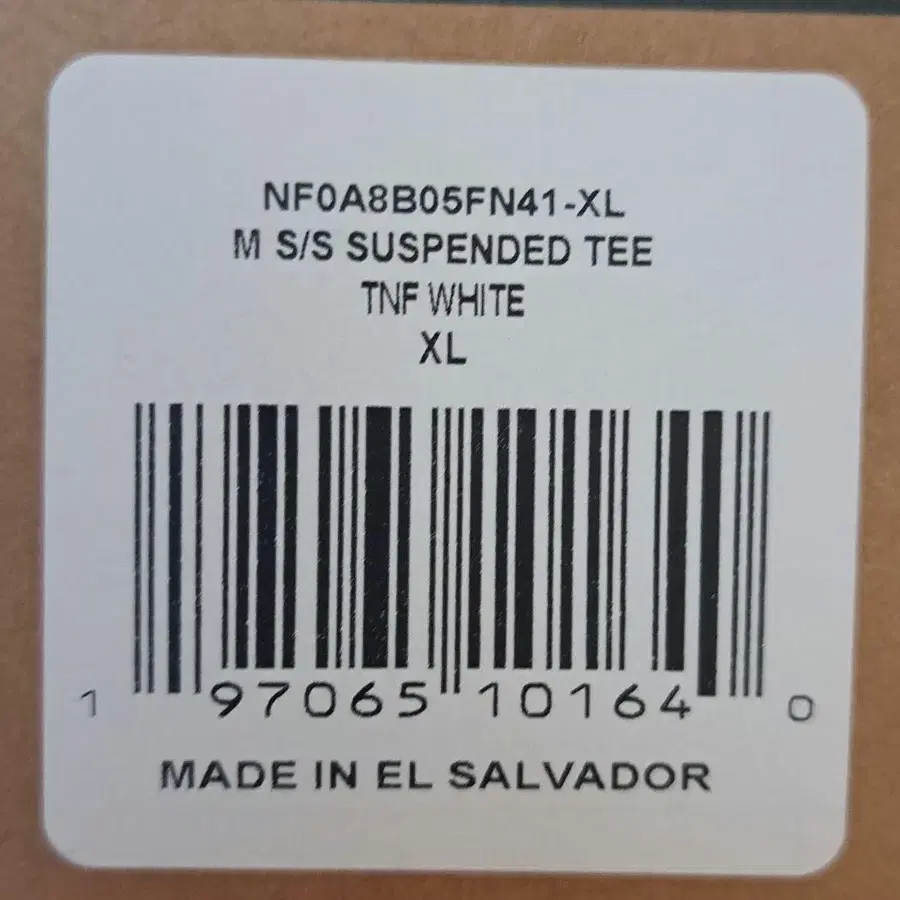 NF0A8B05FN41-XL
M S/S SUSPENDED TEE
TNF WHITE
XL
1 97065 10164 0
MADE IN EL SALVADOR